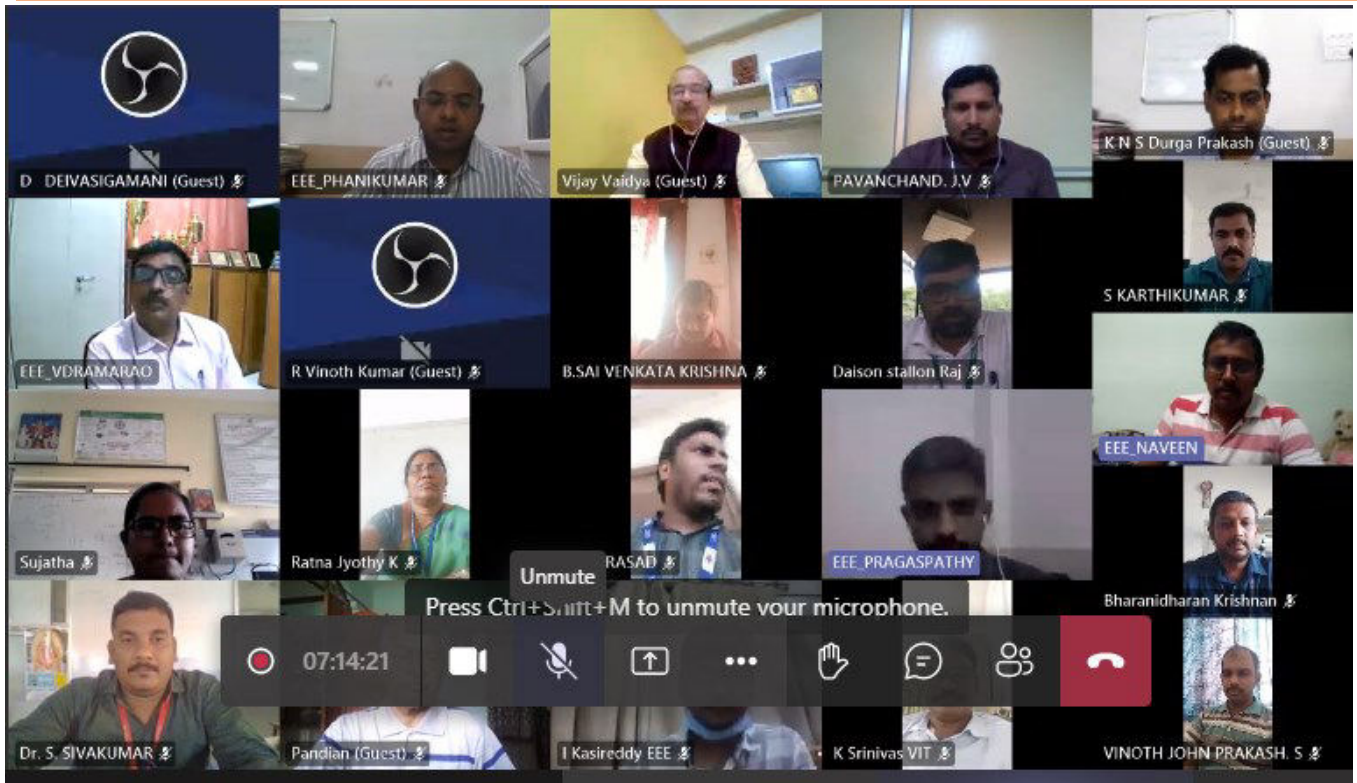 D DEIVASIGAMANI (Guest)
EEE_PHANIKUMAR
Vijay Vaidya (Guest)
PAVANCHAND. J.V
K N S Durga Prakash (Guest)
EEE_VDRAMARAO
R Vinoth Kumar (Guest)
B.SAI VENKATA KRISHNA
Daison stallon Raj
S KARTHIKUMAR
EEE_NAVEEN
Sujatha
Ratna Jyothy K
RASAD
EEE_PRAGASPATHY
Bharanidharan Krishnan
Unmute
Press Ctrl+Shift+M to unmute your microphone.
07:14:21
Dr. S. SIVAKUMAR
Pandian (Guest)
I Kasireddy EEE
K Srinivas VIT
VINOTH JOHN PRAKASH. S